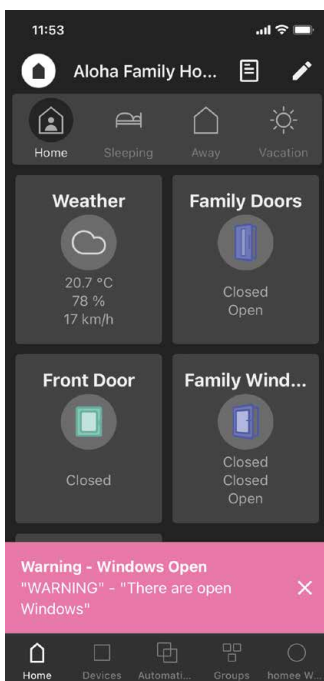 11:53
Aloha Family Ho...
Home Sleeping Away Vacation
Weather
20.7 °C
78 %
17 km/h
Family Doors
Closed
Open
Front Door
Closed
Family Wind...
Closed
Closed
Open
Warning - Windows Open
"WARNING" - "There are open
Windows"
Home Devices Automati... Groups homee W...